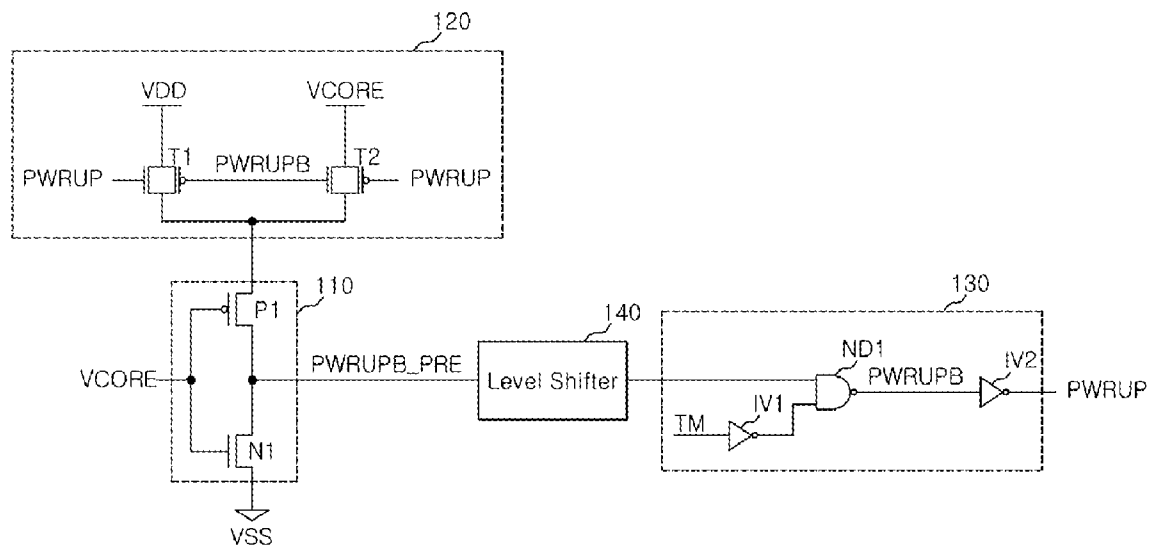 120
VDD
VCORE
T1
PWRUPB
T2
PWRUP
PWRUP
110
P1
140
130
ND1
VCORE
PWRUPB_PRE
Level Shifter
PWRUPB
IV2
PWRUP
TM
IV1
N1
VSS